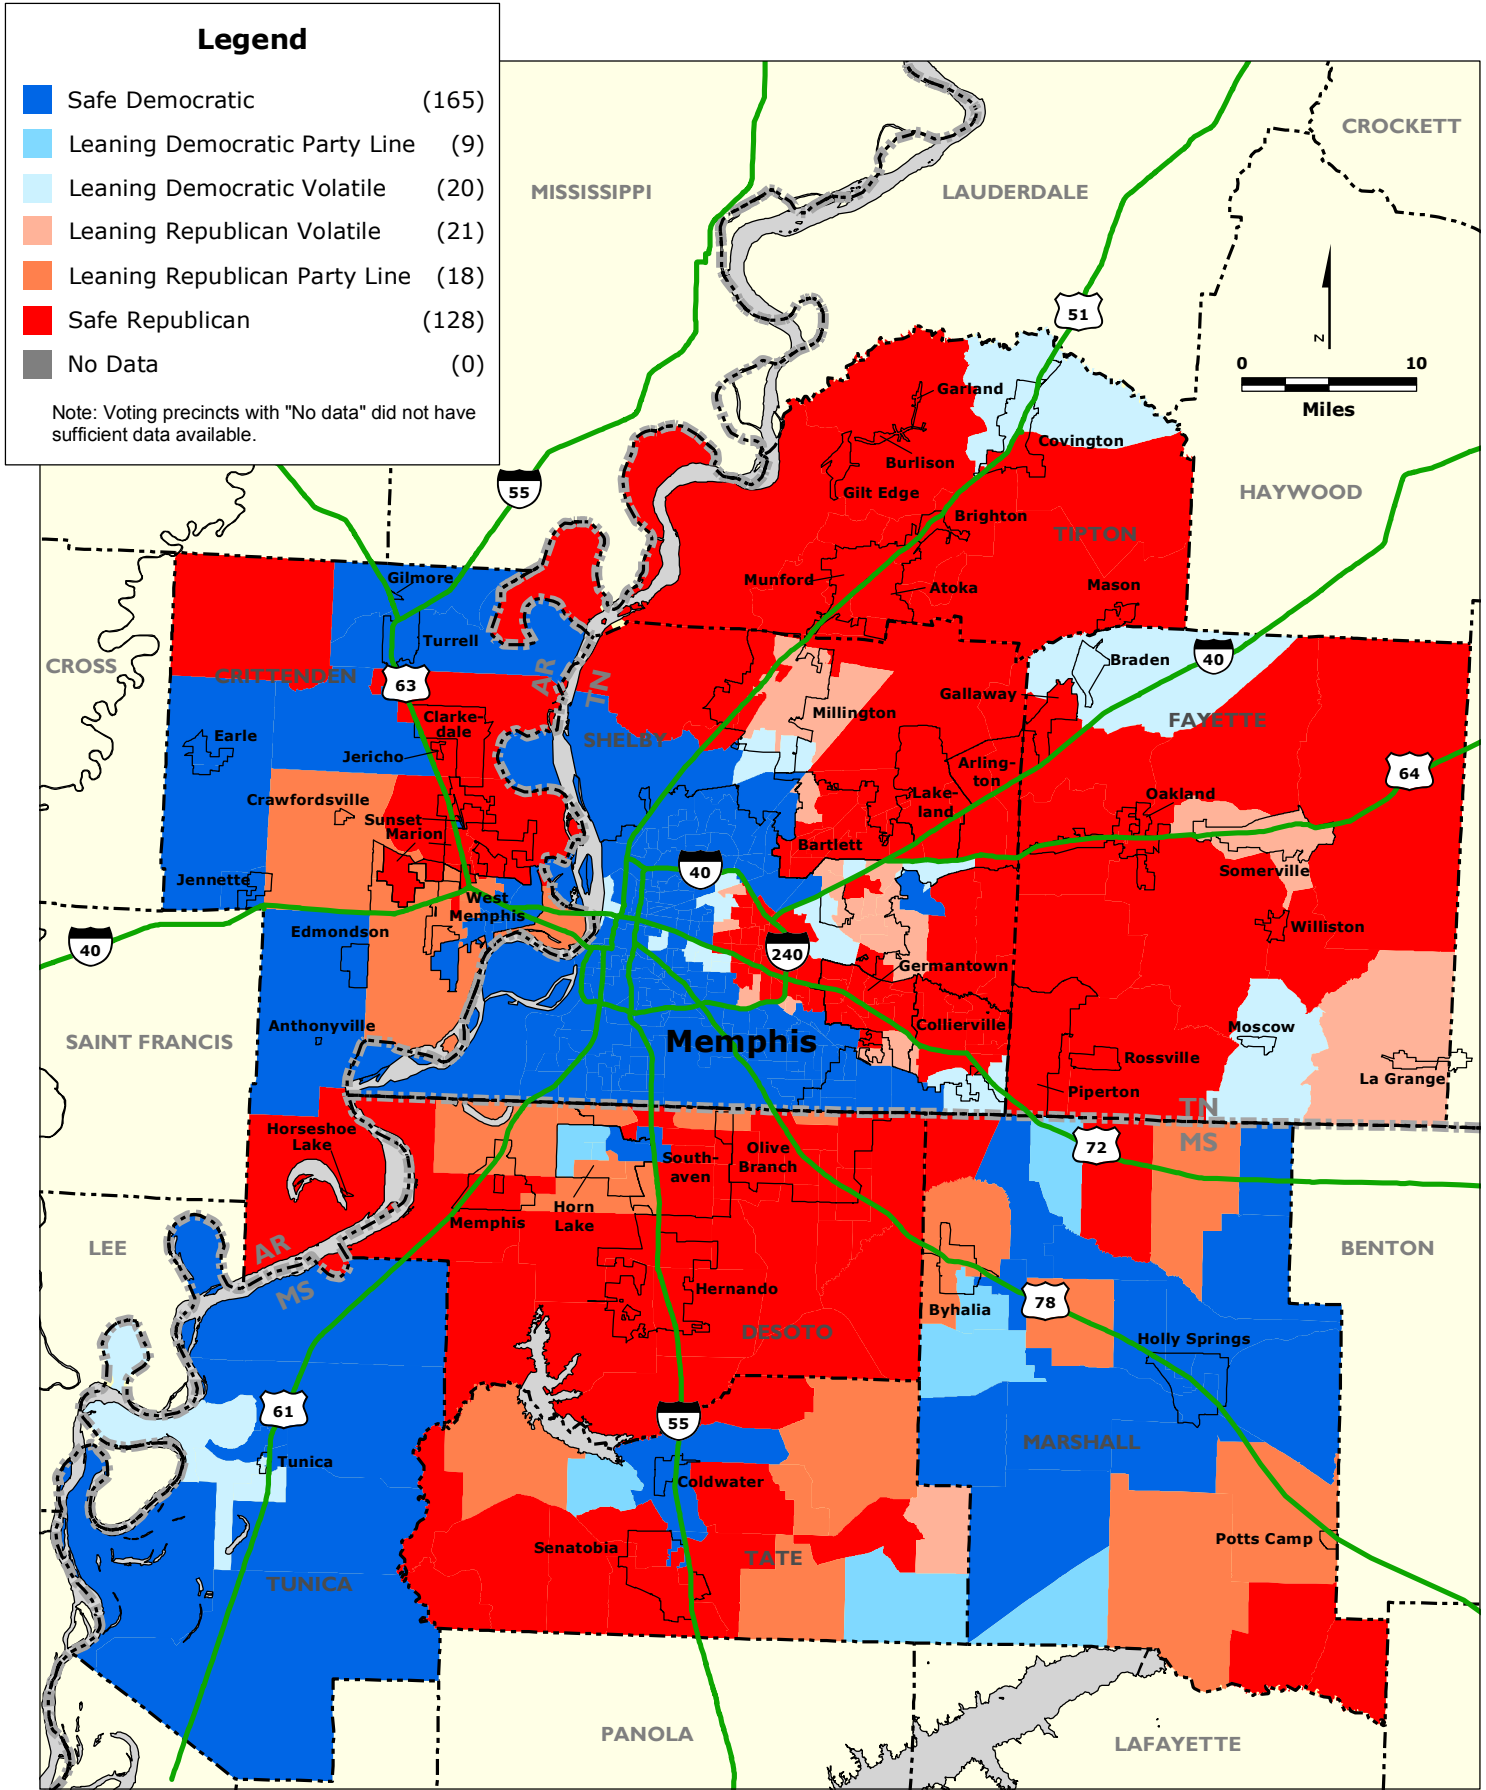 Legend
Safe Democratic (165)
Leaning Democratic Party Line (9)
Leaning Democratic Volatile (20)
Leaning Republican Volatile (21)
Leaning Republican Party Line (18)
Safe Republican (128)
No Data (0)
Note: Voting precincts with "No data" did not have
sufficient data available.
CROCKETT
MISSISSIPPI
LAUDERDALE
51
N
0 10
Miles
Garland
Covington
Burlison
Gilt Edge
55
HAYWOOD
Brighton
TIPTON
Gilmore
Munford
Atoka
Mason
Turrell
CROSS
CRITTENDEN
63
AR
TN
Braden
40
Gallaway
Millington
FAYETTE
Clarke-
dale
Earle
SHELBY
Jericho
Arling-
ton
64
Crawfordsville
Lake-
land
Oakland
Sunset
Marion
Bartlett
40
Somerville
Jennette
West
Memphis
Edmondson
Williston
40
240
Germantown
Anthonyville
SAINT FRANCIS
Memphis
Collierville
Moscow
Rossville
La Grange
Piperton
TN
MS
Horseshoe
Lake
72
South-
aven
Olive
Branch
Horn
Lake
Memphis
LEE
AR
MS
BENTON
Hernando
Byhalia
78
DESOTO
Holly Springs
61
55
MARSHALL
Tunica
Coldwater
Senatobia
TATE
Potts Camp
TUNICA
PANOLA
LAFAYETTE